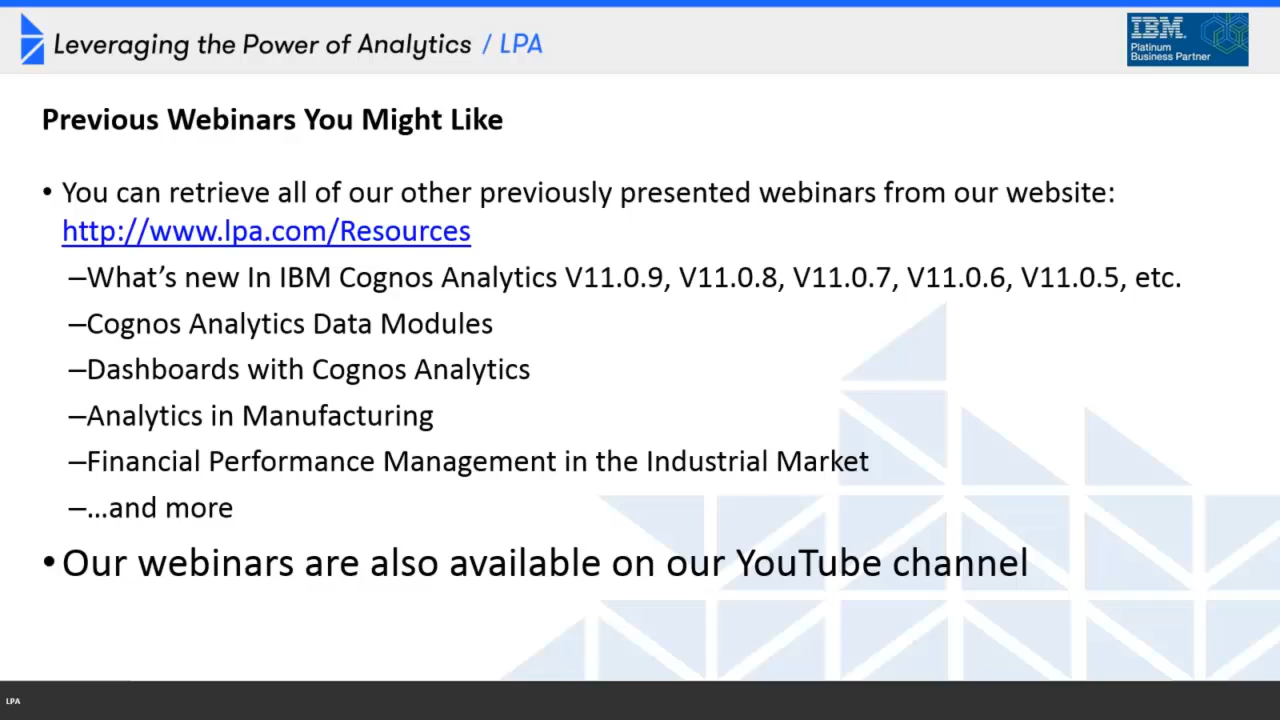 Leveraging the Power of Analytics / LPA
IBM
Platinum
Business Partner
Previous Webinars You Might Like
• You can retrieve all of our other previously presented webinars from our website:
http://www.lpa.com/Resources
–What’s new In IBM Cognos Analytics V11.0.9, V11.0.8, V11.0.7, V11.0.6, V11.0.5, etc.
–Cognos Analytics Data Modules
–Dashboards with Cognos Analytics
–Analytics in Manufacturing
–Financial Performance Management in the Industrial Market
–…and more
•Our webinars are also available on our YouTube channel
LPA